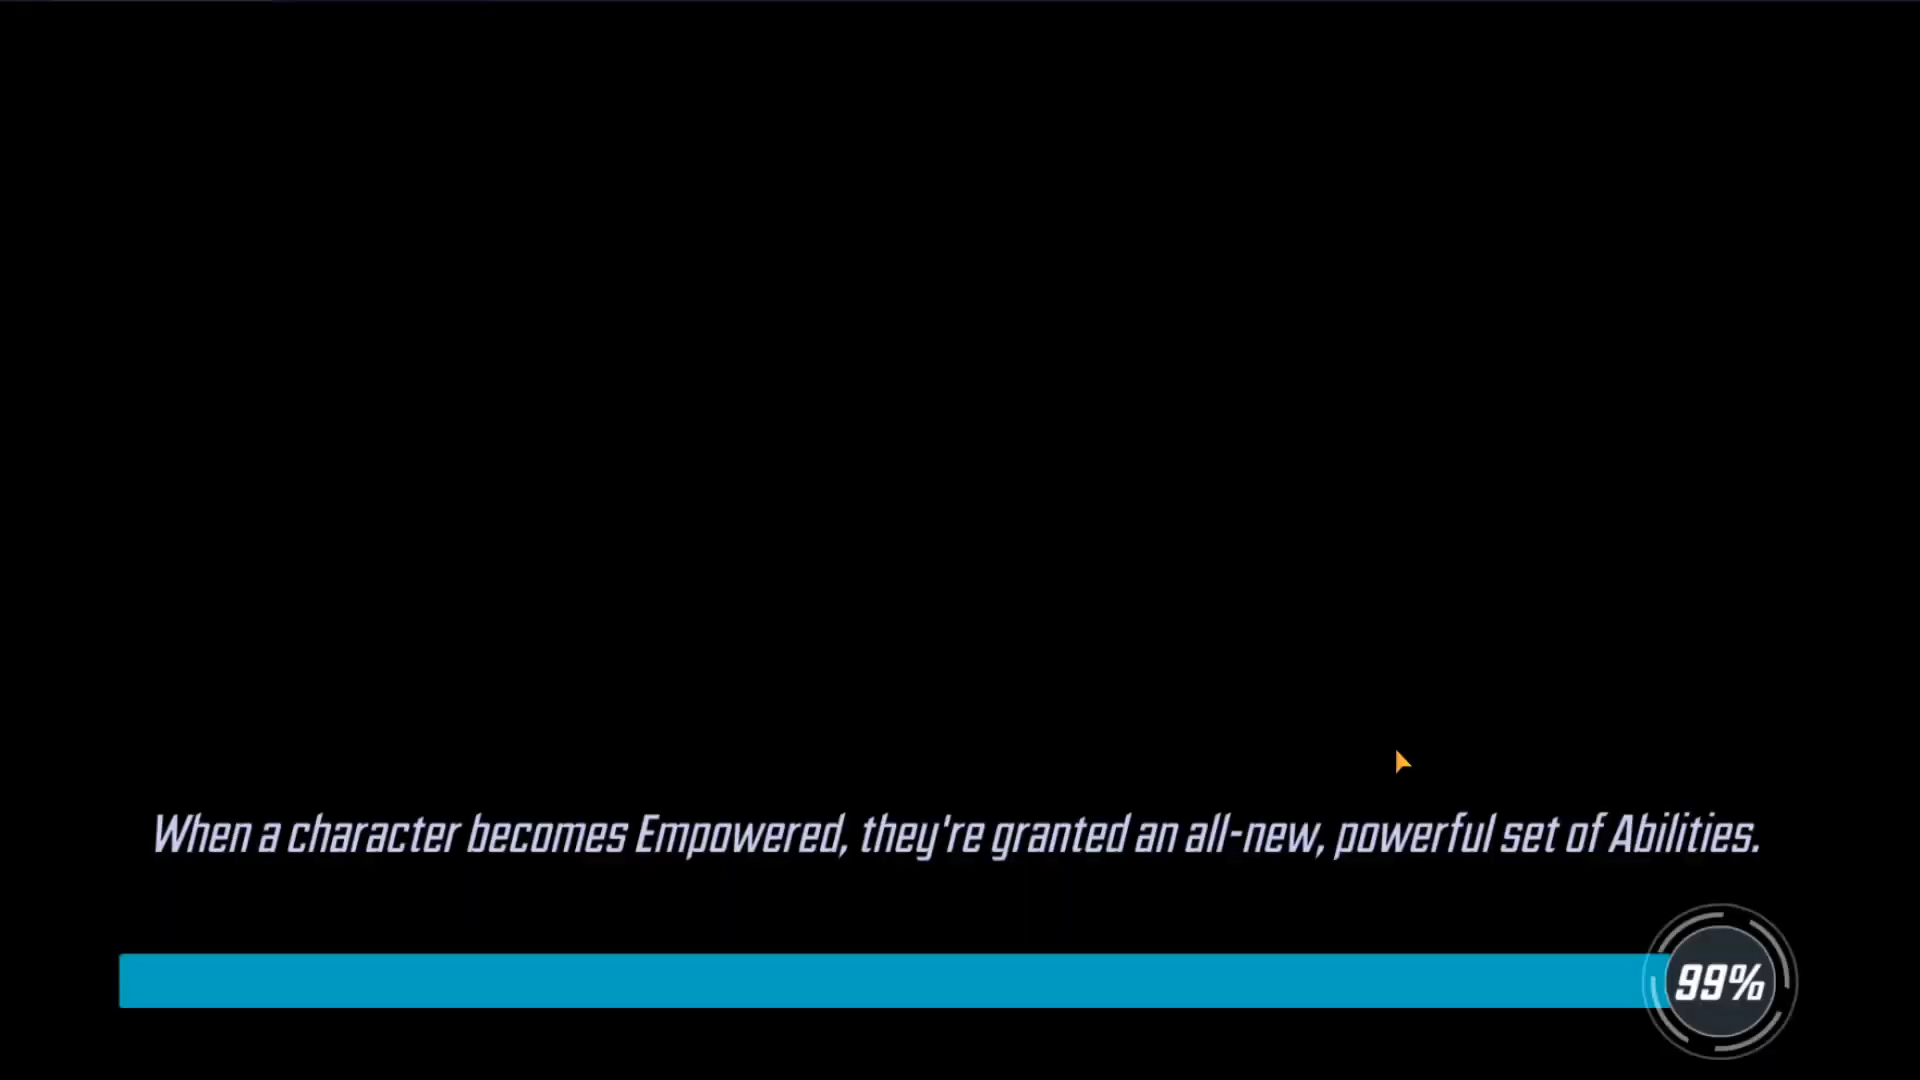 When a character becomes Empowered, they're granted an all-new, powerful set of Abilities.
99%